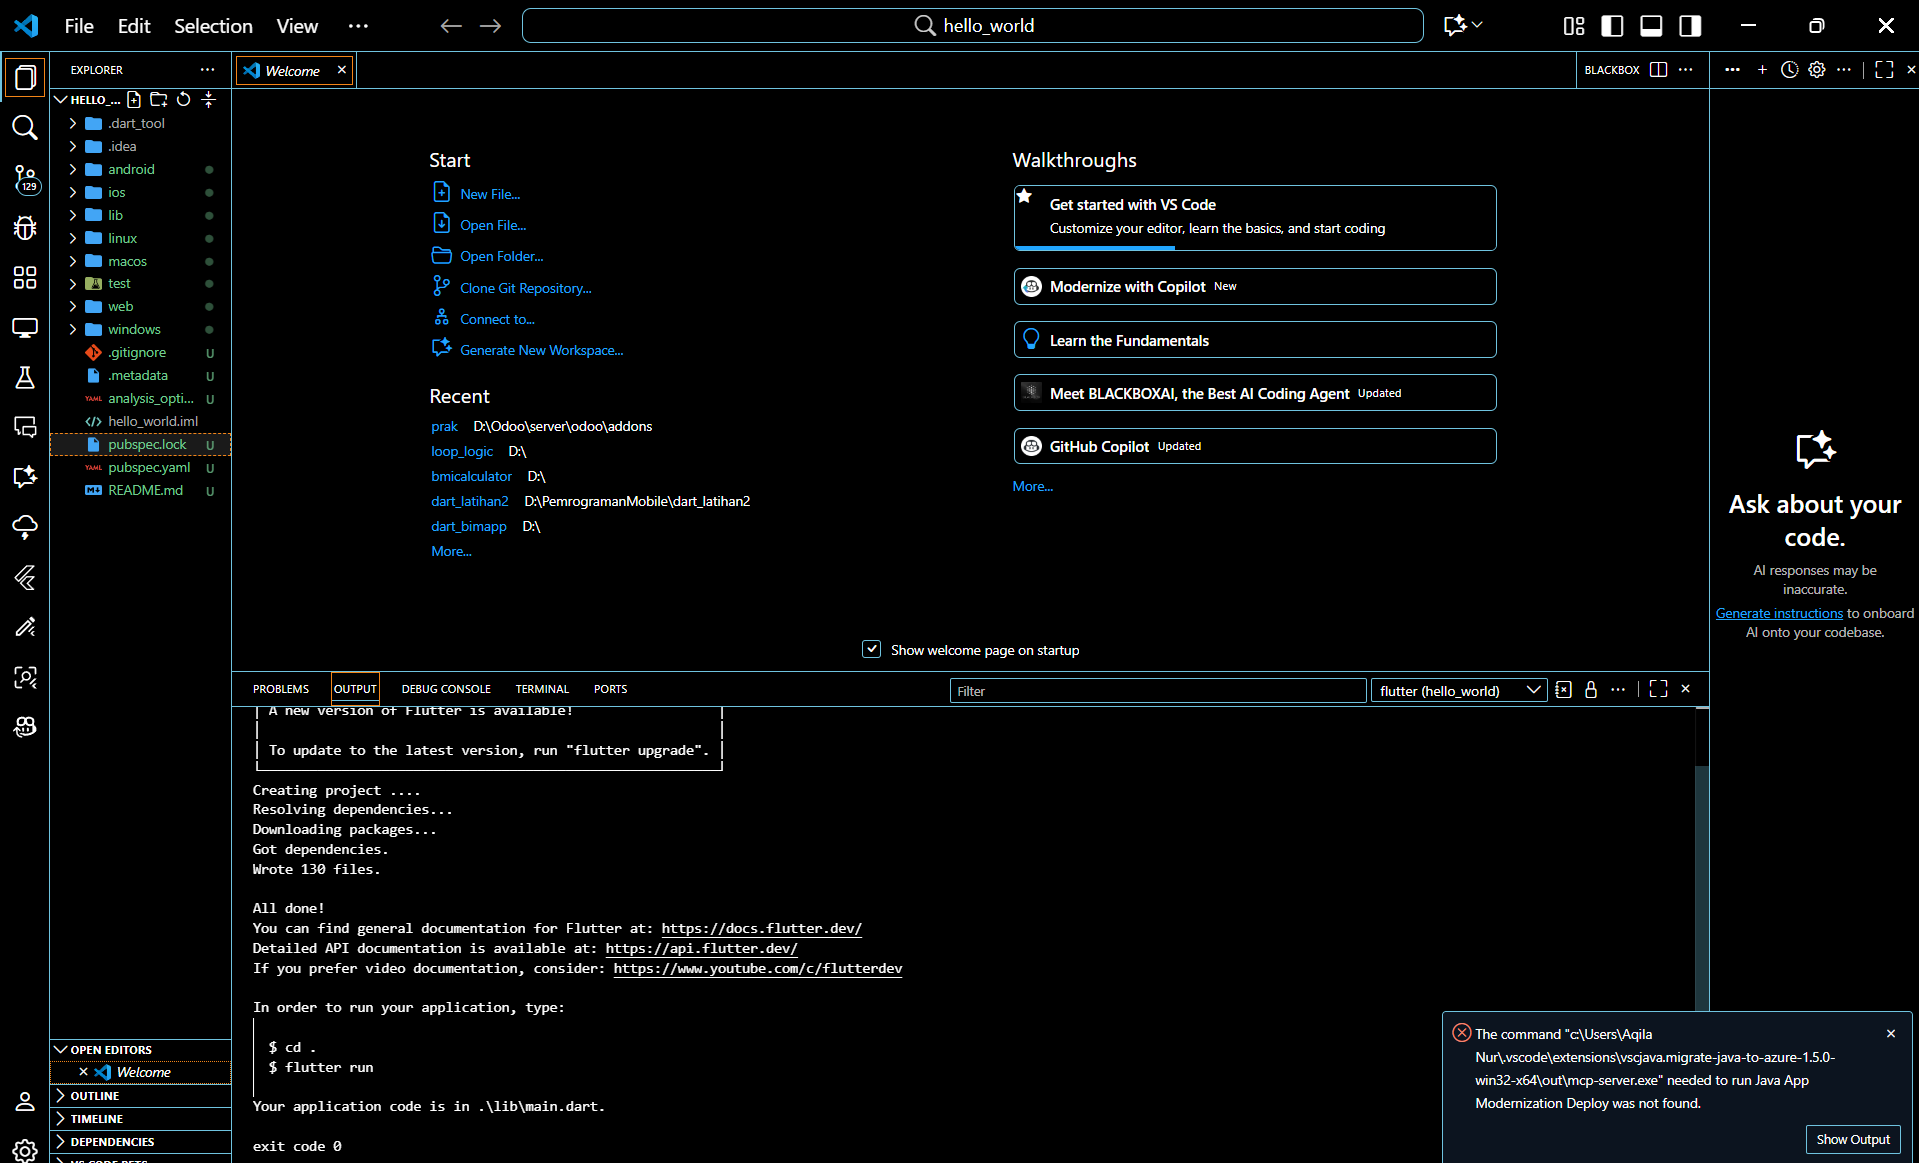 File Edit Selection View ···
hello_world
EXPLORER ···
HELLO_...
.dart_tool
.idea
android
ios
lib
linux
macos
test
web
windows
.gitignore U
.metadata U
analysis_opti... U
hello_world.iml
pubspec.lock U
pubspec.yaml U
README.md U
129
OPEN EDITORS
Welcome
OUTLINE
TIMELINE
DEPENDENCIES
Welcome
BLACKBOX ···
Start
New File...
Open File...
Open Folder...
Clone Git Repository...
Connect to...
Generate New Workspace...
Recent
prak D:\Odoo\server\odoo\addons
loop_logic D:\
bmicalculator D:\
dart_latihan2 D:\PemrogramanMobile\dart_latihan2
dart_bimapp D:\
More...
Walkthroughs
Get started with VS Code
Customize your editor, learn the basics, and start coding
Modernize with Copilot New
Learn the Fundamentals
Meet BLACKBOXAI, the Best AI Coding Agent Updated
GitHub Copilot Updated
More...
Show welcome page on startup
PROBLEMS OUTPUT DEBUG CONSOLE TERMINAL PORTS
Filter
flutter (hello_world)
A new version of Flutter is available!
To update to the latest version, run "flutter upgrade".
Creating project ....
Resolving dependencies...
Downloading packages...
Got dependencies.
Wrote 130 files.
All done!
You can find general documentation for Flutter at: https://docs.flutter.dev/
Detailed API documentation is available at: https://api.flutter.dev/
If you prefer video documentation, consider: https://www.youtube.com/c/flutterdev
In order to run your application, type:
$ cd .
$ flutter run
Your application code is in .\lib\main.dart.
exit code 0
Ask about your
code.
AI responses may be
inaccurate.
Generate instructions to onboard
AI onto your codebase.
The command "c:\Users\Aqila
Nur\.vscode\extensions\vscjava.migrate-java-to-azure-1.5.0-
win32-x64\out\mcp-server.exe" needed to run Java App
Modernization Deploy was not found.
Show Output